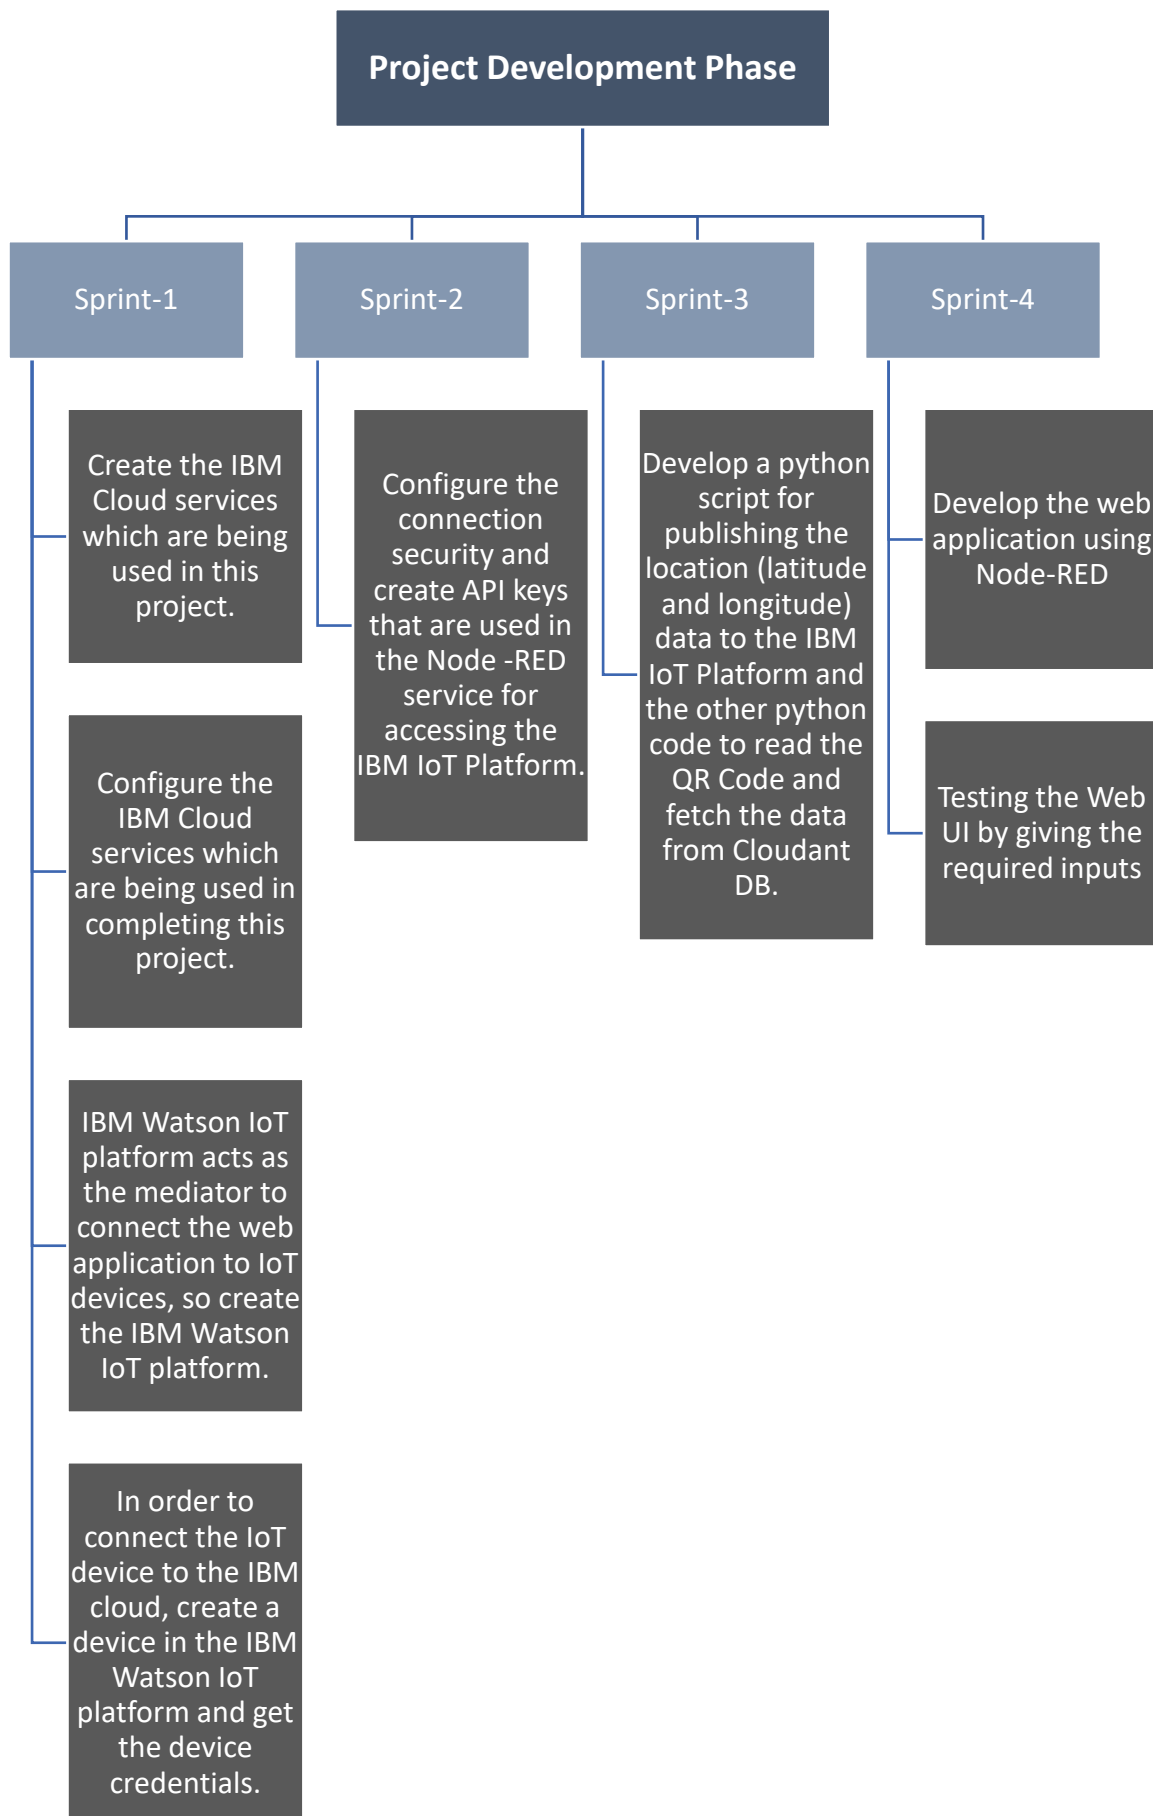 Project Development Phase
Sprint-1
Create the IBM
Cloud services
which are being
used in this
project.
Configure the
IBM Cloud
services which
are being used in
completing this
project.
IBM Watson IoT
platform acts as
the mediator to
connect the web
application to IoT
devices, so create
the IBM Watson
IoT platform.
In order to
connect the IoT
device to the IBM
cloud, create a
device in the IBM
Watson IoT
platform and get
the device
credentials.
Sprint-2
Configure the
connection
security and
create API keys
that are used in
the Node -RED
service for
accessing the
IBM IoT Platform.
Sprint-3
Develop a python
script for
publishing the
location (latitude
and longitude)
data to the IBM
IoT Platform and
the other python
code to read the
QR Code and
fetch the data
from Cloudant
DB.
Sprint-4
Develop the web
application using
Node-RED
Testing the Web
UI by giving the
required inputs